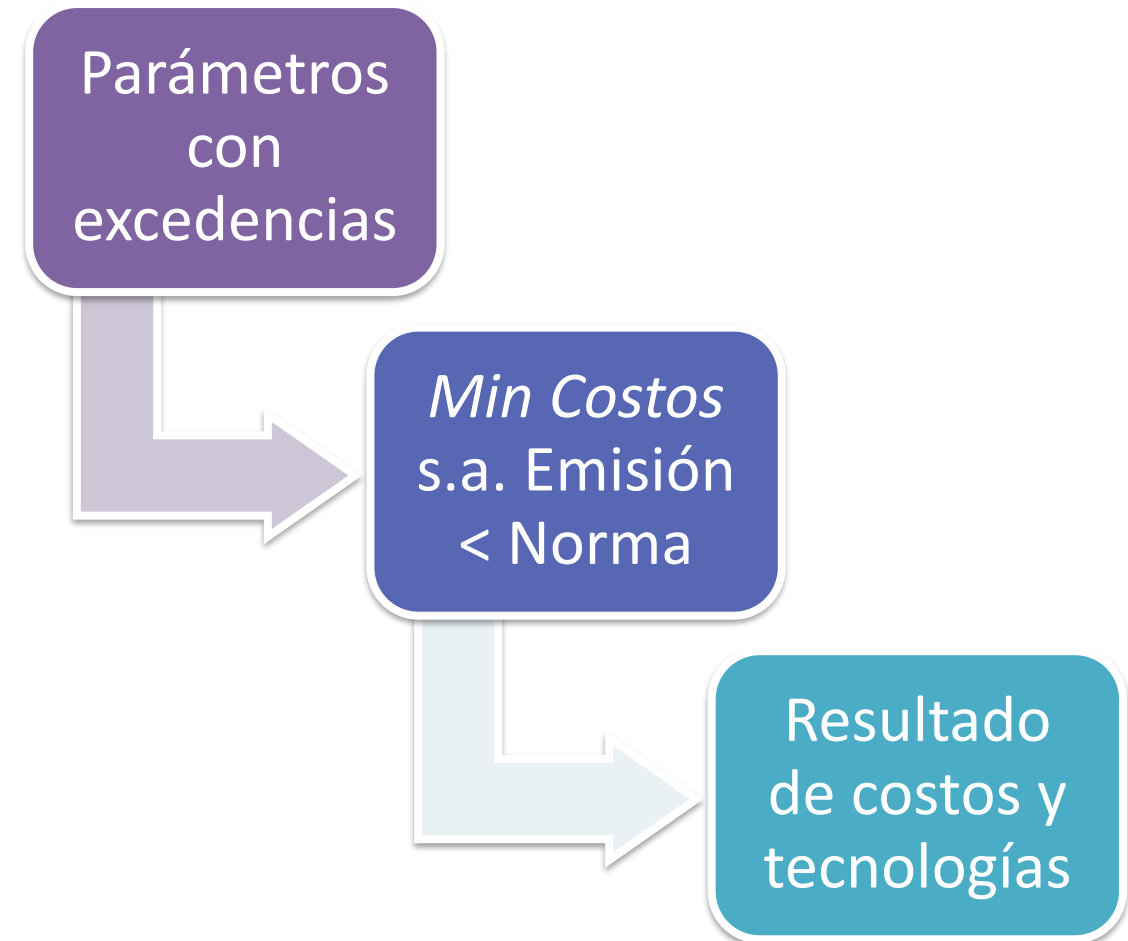 Parámetros
con
excedencias
Min Costos
s.a. Emisión
< Norma
Resultado
de costos y
tecnologías